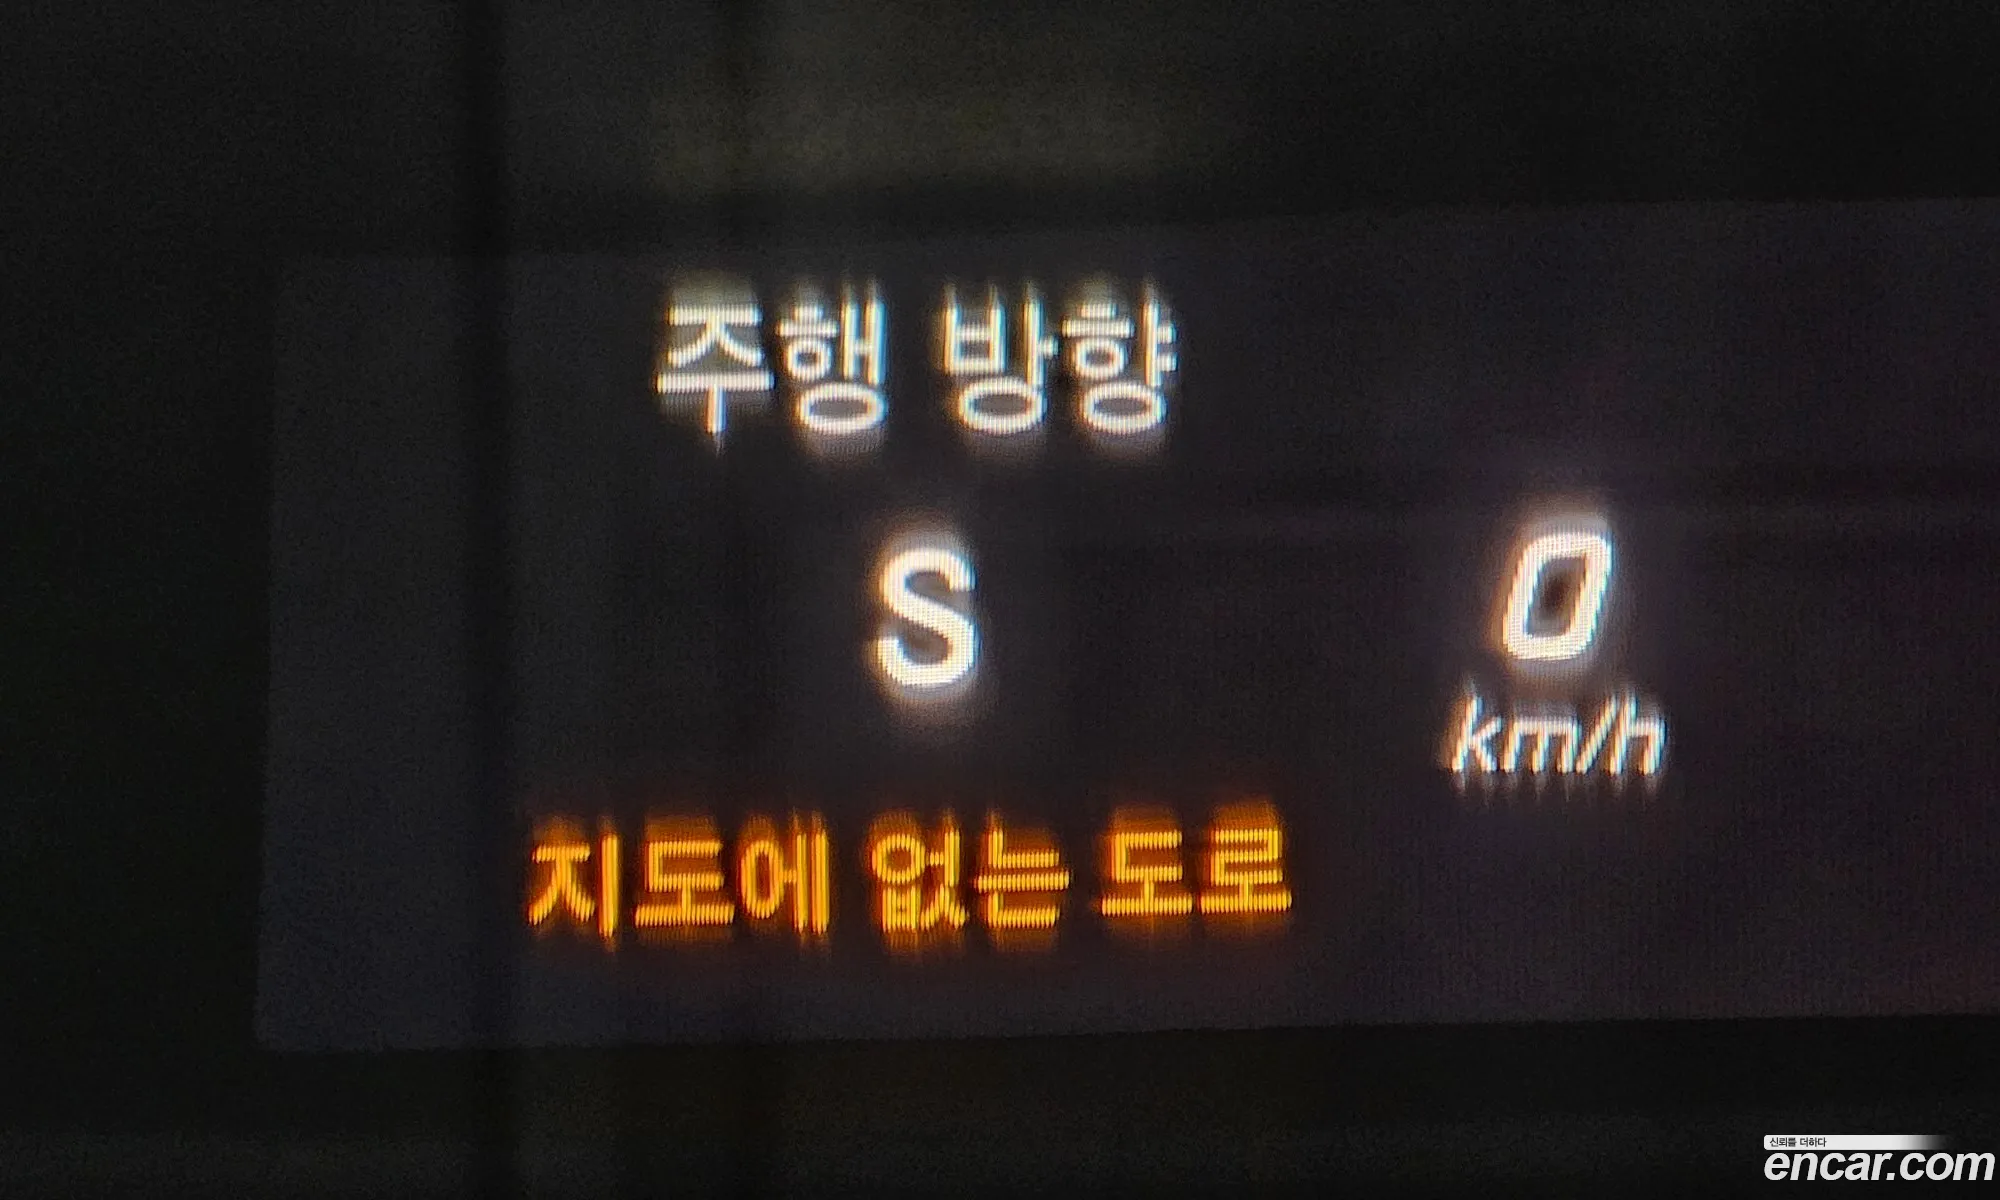 주행 방향
S
0
km/h
지도에 없는 도로
신뢰를 더하다
encar.com